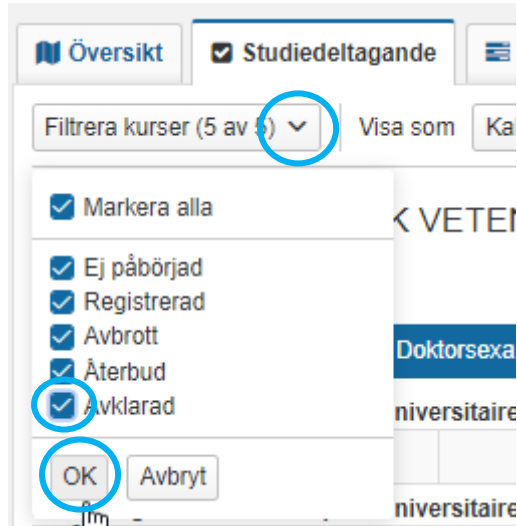 Översikt Studiedeltagande
Filtrera kurser (5 av 5) Visa som
Markera alla
K VETEN
Ej påbörjad
Registrerad
Avbrott
Doktorsexa
Återbud
Avklarad niversitaire
OK Avbryt
niversitaire